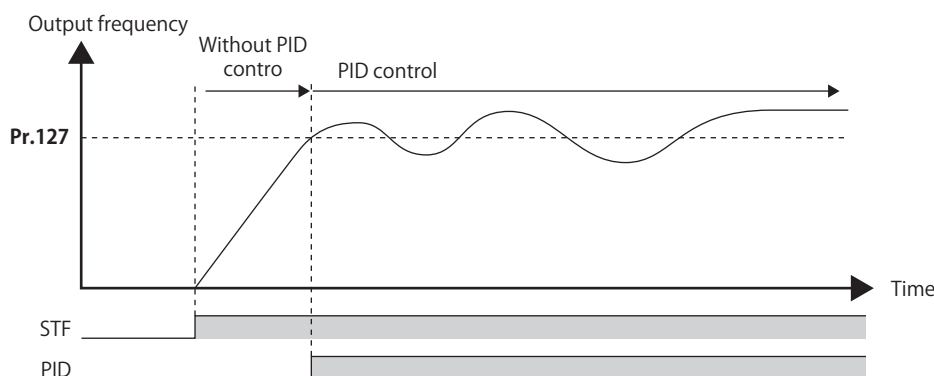 Output frequency
Without PID
contro
PID control
Pr.127
Time
STF
PID